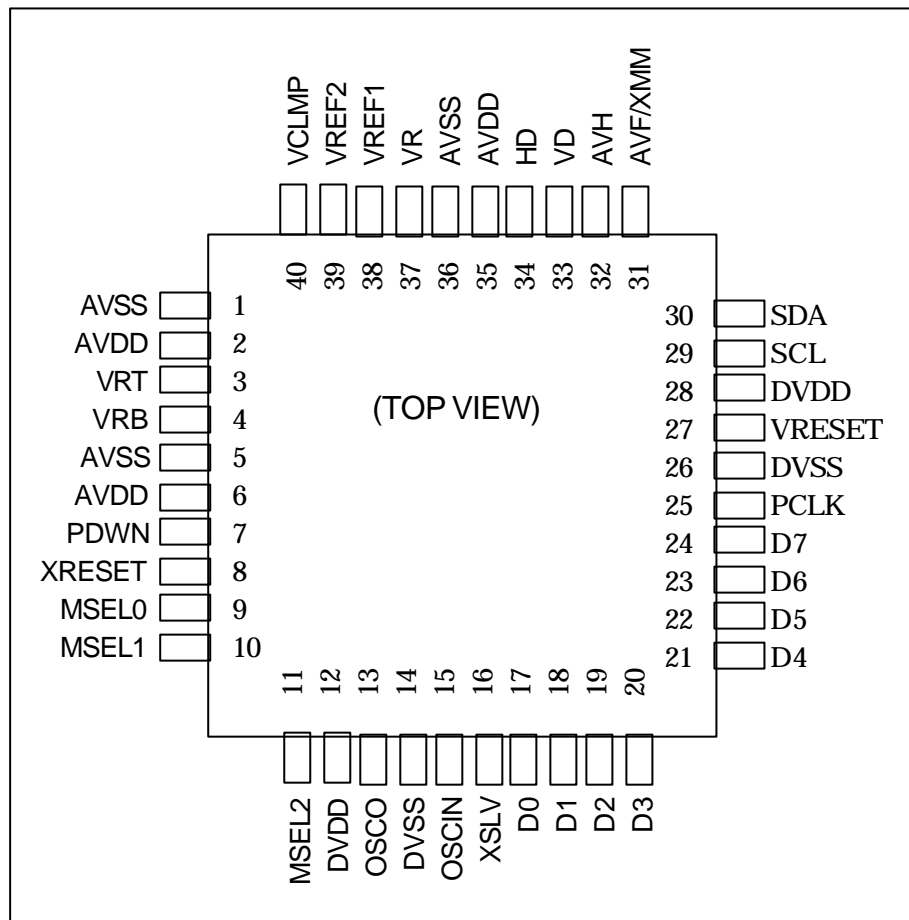 VCLMP
VREF2
VREF1
VR
AVSS
AVDD
HD
VD
AVH
AVF/XMM
40
39
38
37
36
35
34
33
32
31
AVSS 1
AVDD 2
VRT 3
VRB 4
AVSS 5
AVDD 6
PDWN 7
XRESET 8
MSEL0 9
MSEL1 10
(TOP VIEW)
30 SDA
29 SCL
28 DVDD
27 VRESET
26 DVSS
25 PCLK
24 D7
23 D6
22 D5
21 D4
11
12
13
14
15
16
17
18
19
20
MSEL2
DVDD
OSCO
DVSS
OSCIN
XSLV
D0
D1
D2
D3